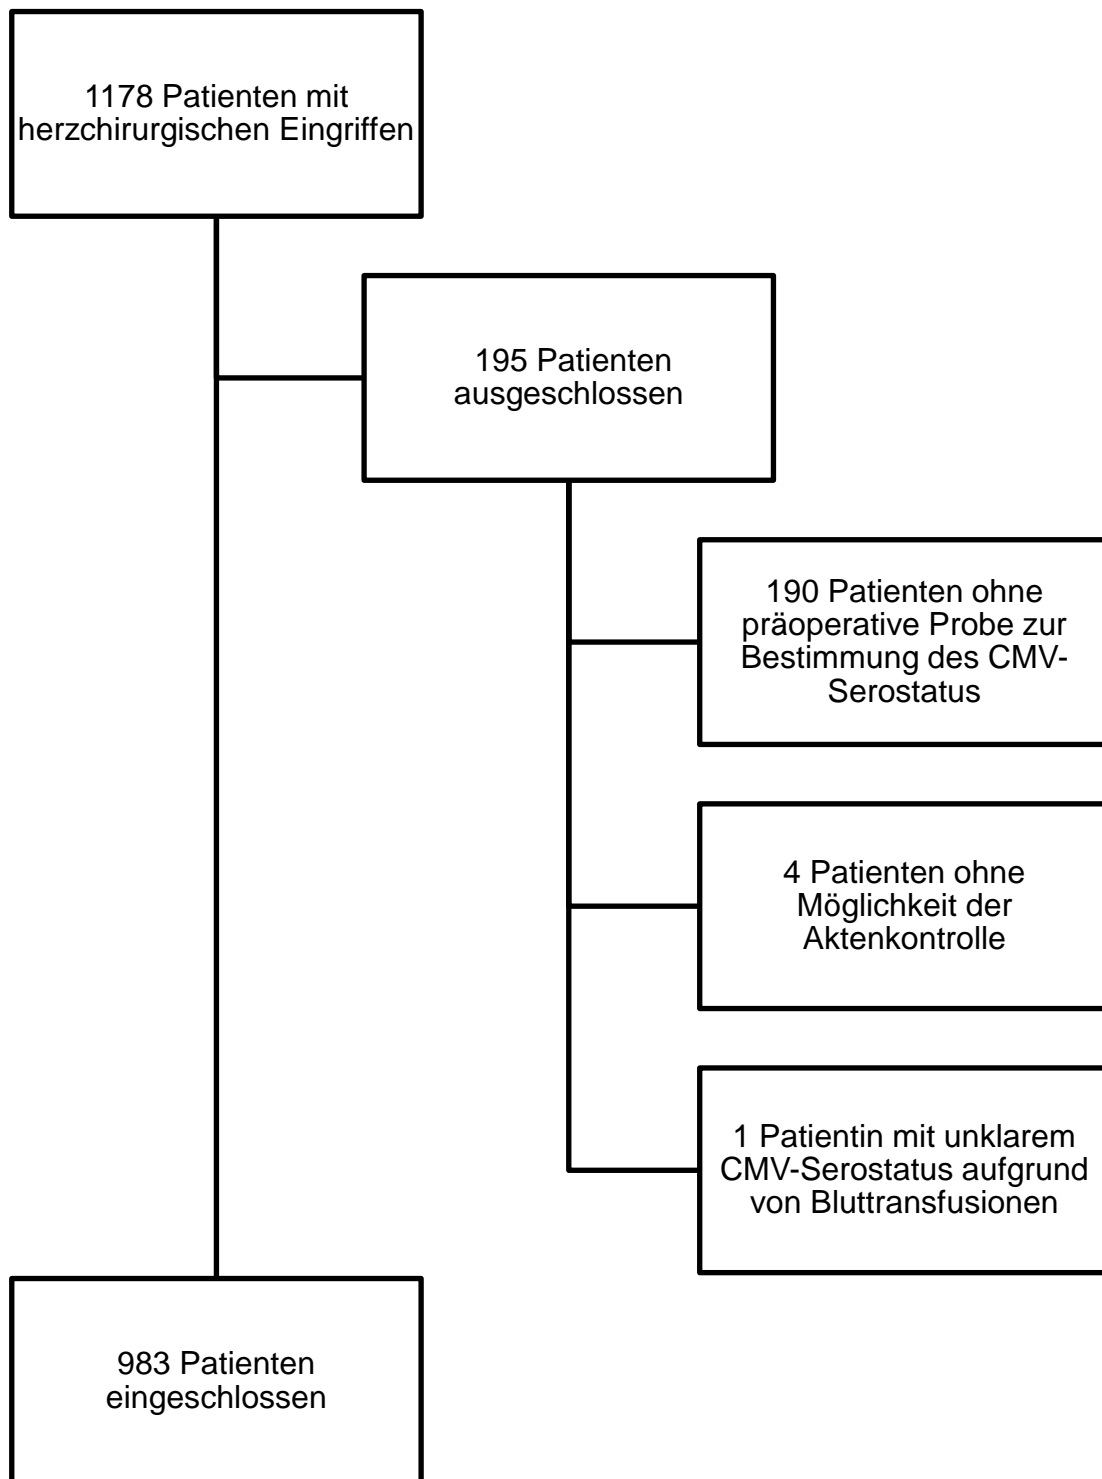 1178 Patienten mit
herzchirurgischen Eingriffen
195 Patienten
ausgeschlossen
190 Patienten ohne
präoperative Probe zur
Bestimmung des CMV-
Serostatus
4 Patienten ohne
Möglichkeit der
Aktenkontrolle
1 Patientin mit unklarem
CMV-Serostatus aufgrund
von Bluttransfusionen
983 Patienten
eingeschlossen